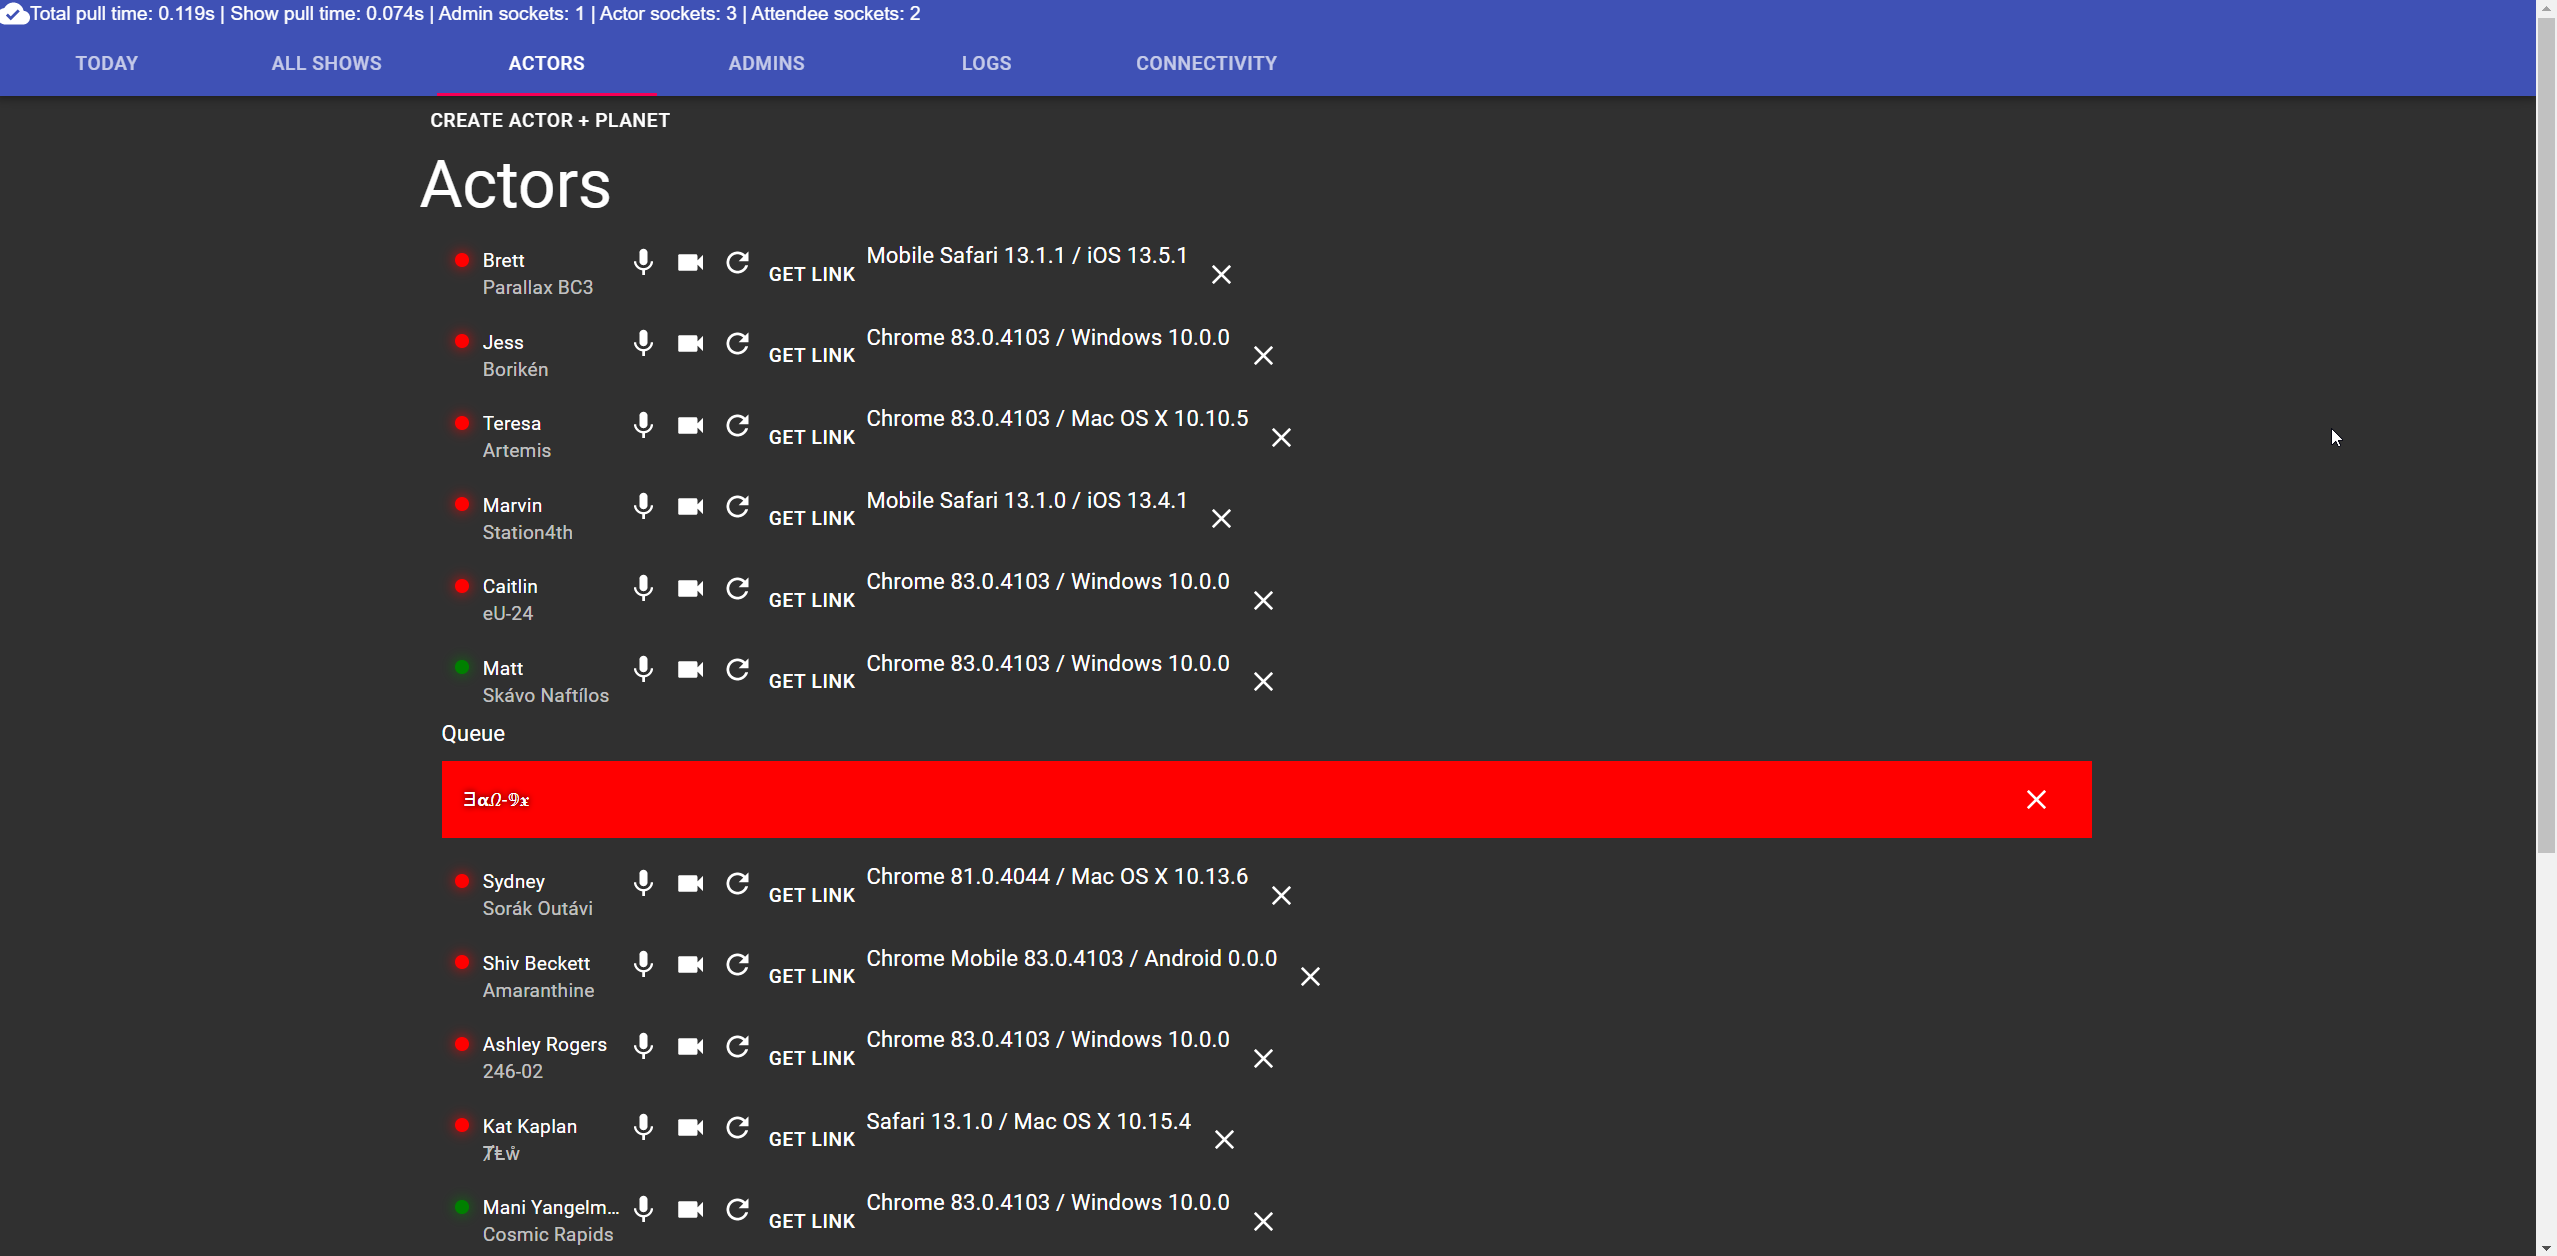 Total pull time: 0.119s | Show pull time: 0.074s | Admin sockets: 1 | Actor sockets: 3 | Attendee sockets: 2
TODAY ALL SHOWS ACTORS ADMINS LOGS CONNECTIVITY
CREATE ACTOR + PLANET
Actors
Brett
Parallax BC3
GET LINK
Mobile Safari 13.1.1 / iOS 13.5.1
Jess
Borikén
GET LINK
Chrome 83.0.4103 / Windows 10.0.0
Teresa
Artemis
GET LINK
Chrome 83.0.4103 / Mac OS X 10.10.5
Marvin
Station4th
GET LINK
Mobile Safari 13.1.0 / iOS 13.4.1
Caitlin
eU-24
GET LINK
Chrome 83.0.4103 / Windows 10.0.0
Matt
Skávo Naftílos
GET LINK
Chrome 83.0.4103 / Windows 10.0.0
Queue
Sydney
Sorák Outávi
GET LINK
Chrome 81.0.4044 / Mac OS X 10.13.6
Shiv Beckett
Amaranthine
GET LINK
Chrome Mobile 83.0.4103 / Android 0.0.0
Ashley Rogers
246-02
GET LINK
Chrome 83.0.4103 / Windows 10.0.0
Kat Kaplan
GET LINK
Safari 13.1.0 / Mac OS X 10.15.4
Mani Yangelm...
Cosmic Rapids
GET LINK
Chrome 83.0.4103 / Windows 10.0.0